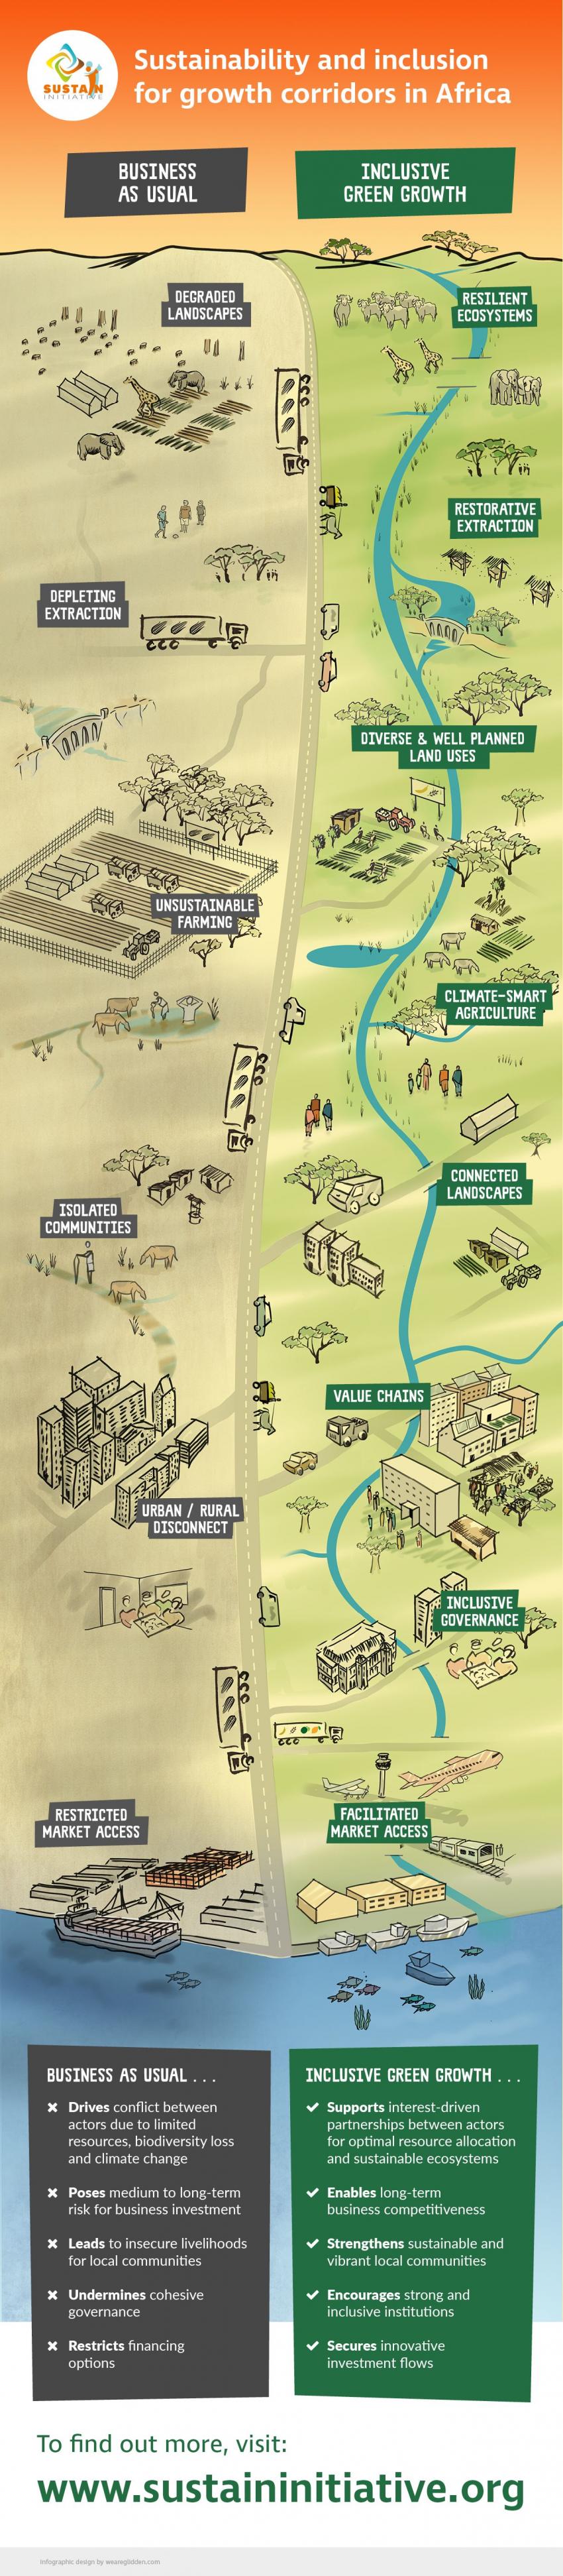 SUSTAIN
INITIATIVE
Sustainability and inclusion
for growth corridors in Africa
BUSINESS
AS USUAL
INCLUSIVE
GREEN GROWTH
DEGRADED
LANDSCAPES
RESILIENT
ECOSYSTEMS
RESTORATIVE
EXTRACTION
DEPLETING
EXTRACTION
DIVERSE & WELL PLANNED
LAND USES
UNSUSTAINABLE
FARMING
CLIMATE-SMART
AGRICULTURE
CONNECTED
LANDSCAPES
ISOLATED
COMMUNITIES
VALUE CHAINS
URBAN / RURAL
DISCONNECT
INCLUSIVE
GOVERNANCE
RESTRICTED
MARKET ACCESS
FACILITATED
MARKET ACCESS
BUSINESS AS USUAL . . .
Drives conflict between
actors due to limited
resources, biodiversity loss
and climate change
Poses medium to long-term
risk for business investment
Leads to insecure livelihoods
for local communities
Undermines cohesive
governance
Restricts financing
options
INCLUSIVE GREEN GROWTH . . .
Supports interest-driven
partnerships between actors
for optimal resource allocation
and sustainable ecosystems
Enables long-term
business competitiveness
Strengthens sustainable and
vibrant local communities
Encourages strong and
inclusive institutions
Secures innovative
investment flows
To find out more, visit:
www.sustaininitiative.org
Infographic design by